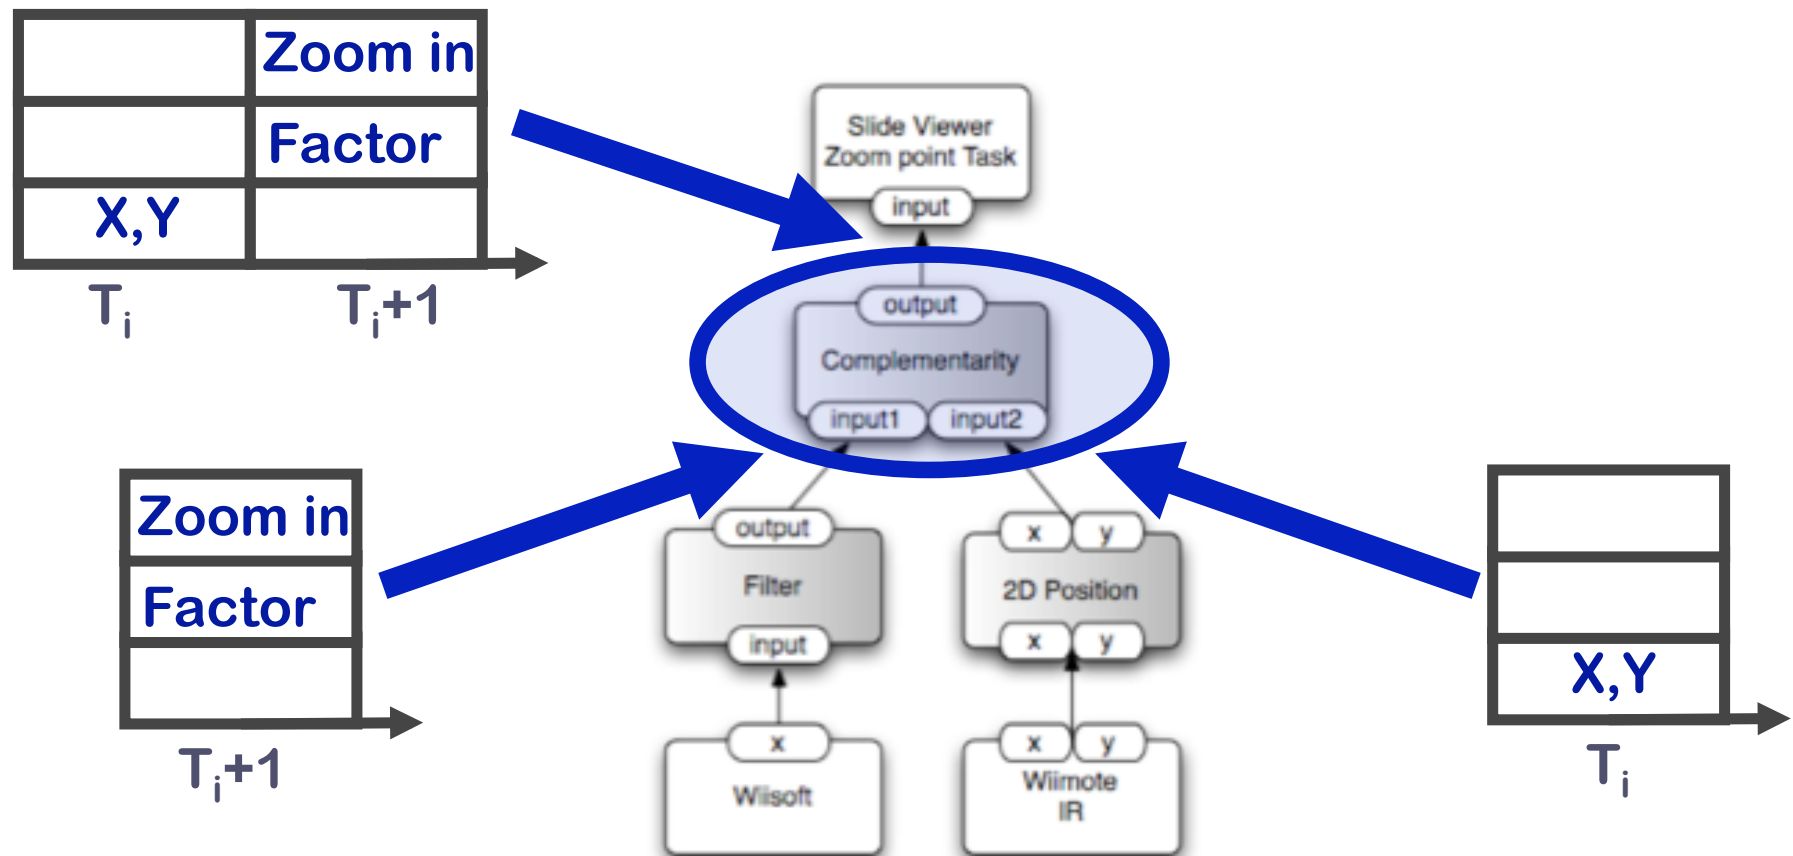 Zoom in
Factor
X,Y
Ti Ti+1
Slide Viewer
Zoom point Task
input
output
Complementarity
input1 input2
Zoom in
Factor
Ti+1
output
Filter
input
x
Wiisoft
x y
2D Position
x y
x y
Wiimote
IR
X,Y
Ti